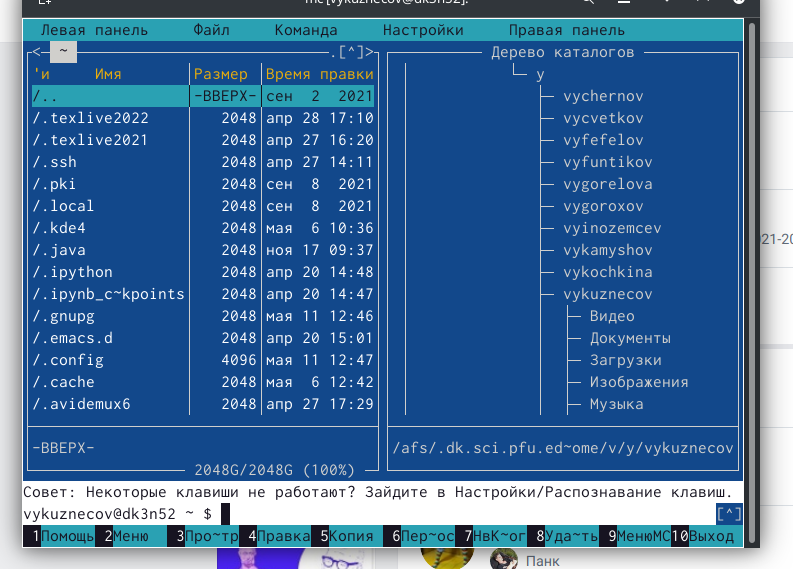 mc [vykuznecov@dk3n52]:
Левая панель Файл Команда Настройки Правая панель
<─ ~ .[^]> Дерево каталогов
'и Имя Размер Время правки
/.. -ВВЕРХ- сен 2 2021
/.texlive2022 2048 апр 28 17:10
/.texlive2021 2048 апр 27 16:20
/.ssh 2048 апр 27 14:11
/.pki 2048 сен 8 2021
/.local 2048 сен 8 2021
/.kde4 2048 мая 6 10:36
/.java 2048 ноя 17 09:37
/.ipython 2048 апр 20 14:48
/.ipynb_c~kpoints 2048 апр 20 14:47
/.gnupg 2048 мая 11 12:46
/.emacs.d 2048 апр 20 15:01
/.config 4096 мая 11 12:47
/.cache 2048 мая 6 12:42
/.avidemux6 2048 апр 27 17:29
-ВВЕРХ-
2048G/2048G (100%)
y
vychernov
vycvetkov
vyfefelov
vyfuntikov
vygorelova
vygoroxov
vyinozemcev
vykamyshov
vykochkina
vykuznecov
Видео
Документы
Загрузки
Изображения
Музыка
/afs/.dk.sci.pfu.ed~ome/v/y/vykuznecov
Совет: Некоторые клавиши не работают? Зайдите в Настройки/Распознавание клавиш.
vykuznecov@dk3n52 ~ $ [^]
1Помощь 2Меню 3Про~тр 4Правка 5Копия 6Пер~ос 7НвК~ог 8Уда~ть 9МенюМС 10Выход
021-20
Панк